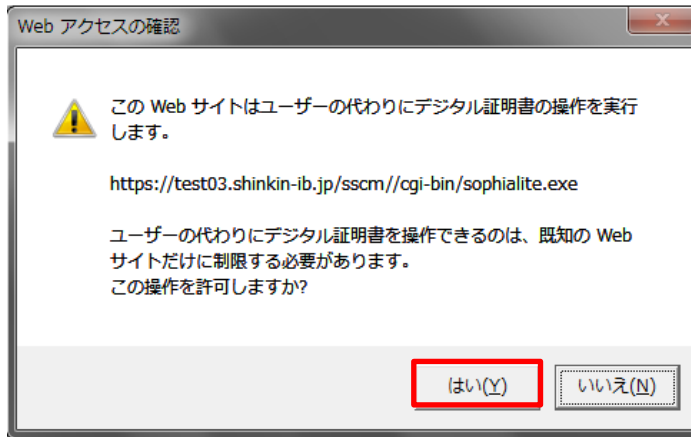 Web アクセスの確認
この Web サイトはユーザーの代わりにデジタル証明書の操作を実行
します。
https://test03.shinkin-ib.jp/sscm//cgi-bin/sophialite.exe
ユーザーの代わりにデジタル証明書を操作できるのは、既知の Web
サイトだけに制限する必要があります。
この操作を許可しますか?
はい(Y) いいえ(N)